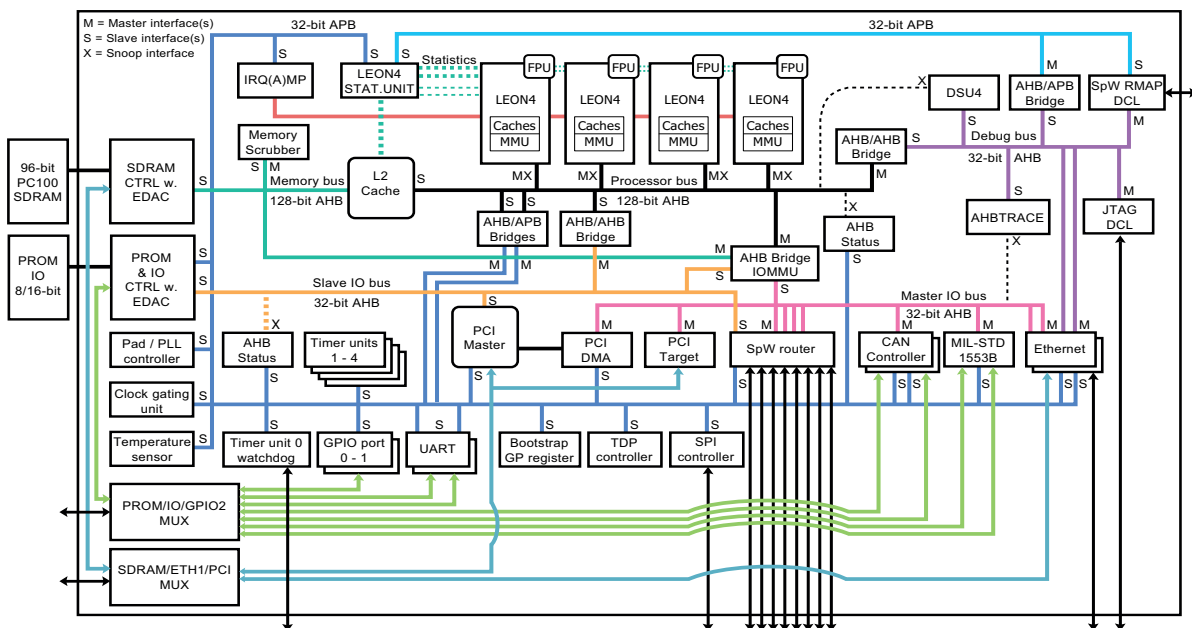 M = Master interface(s)
S = Slave interface(s)
X = Snoop interface
32-bit APB
32-bit APB
S
S
S
Statistics
FPU
FPU
FPU
FPU
M
S
IRQ(A)MP
LEON4
STAT.UNIT
LEON4
Caches
MMU
LEON4
Caches
MMU
LEON4
Caches
MMU
LEON4
Caches
MMU
X
DSU4
AHB/APB
Bridge
SpW RMAP
DCL
S
S
M
Debug bus
32-bit
AHB
96-bit
PC100
SDRAM
SDRAM
CTRL w.
EDAC
S
Memory
Scrubber
S
M
Memory bus
128-bit AHB
S
L2
Cache
S
MX
MX
MX
MX
Processor bus
128-bit AHB
AHB/AHB
Bridge
S
M
S
S
S
AHB/APB
Bridges
M
M
AHB/AHB
Bridge
M
X
AHB
Status
S
S
AHBTRACE
X
M
JTAG
DCL
PROM
IO
8/16-bit
PROM
& IO
CTRL w.
EDAC
S
S
M
M
AHB Bridge
IOMMU
S
S
Slave IO bus
32-bit AHB
Master IO bus
32-bit AHB
Pad / PLL
controller
S
X
AHB
Status
S
Timer units
1 - 4
S
S
PCI
Master
S
M
PCI
DMA
S
M
PCI
Target
S
M
SpW router
S
M
CAN
Controller
S
S
M
MIL-STD
1553B
S
M
M
M
Ethernet
S
S
Clock gating
unit
S
Temperature
sensor
S
S
Timer unit 0
watchdog
S
GPIO port
0 - 1
S
S
UART
S
Bootstrap
GP register
S
TDP
controller
S
SPI
controller
PROM/IO/GPIO2
MUX
SDRAM/ETH1/PCI
MUX